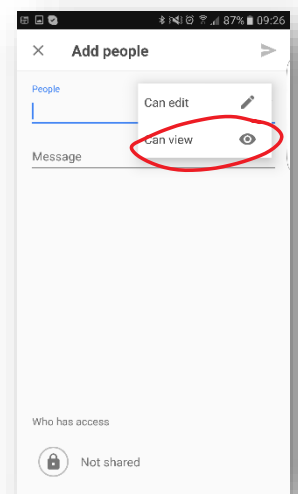 87% 09:26
Add people
People
Can edit
Can view
Message
Who has access
Not shared